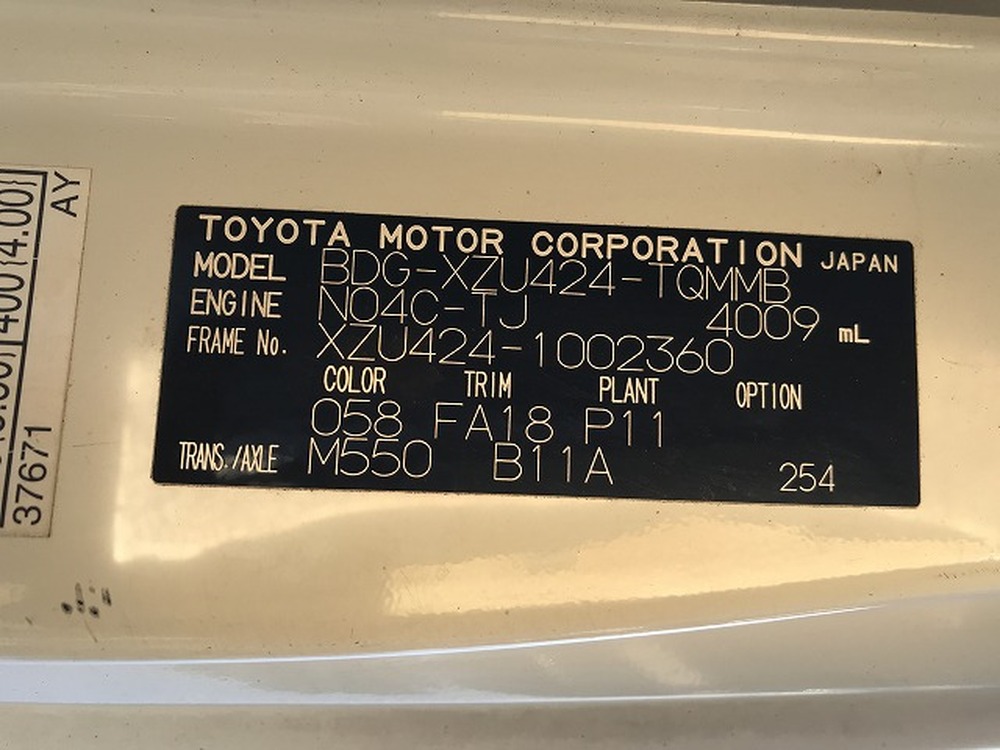 TOYOTA MOTOR CORPORATION JAPAN
MODEL BDG-XZU424-TQMMB
ENGINE N04C-TJ 4009 mL
FRAME No. XZU424-1002360
COLOR TRIM PLANT OPTION
058 FA18 P11
TRANS./AXLE M550 B11A 254
AY
400 14.00}
37671